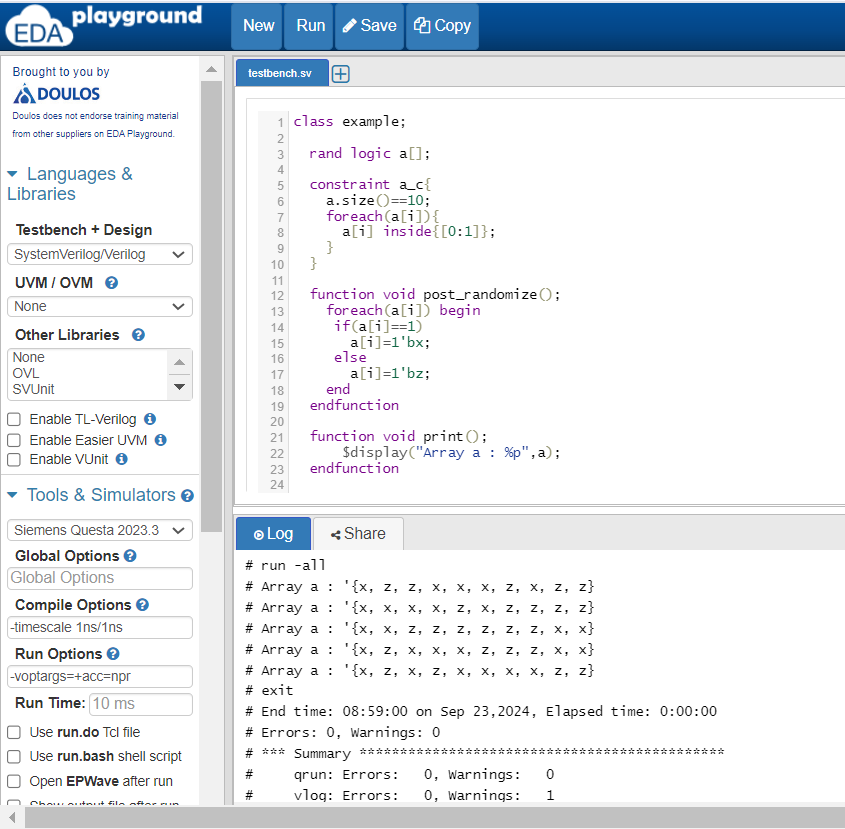 EDA playground
New Run Save Copy
Brought to you by
DOULOS
Doulos does not endorse training material
from other suppliers on EDA Playground.
Languages &
Libraries
Testbench + Design
SystemVerilog/Verilog
UVM / OVM
None
Other Libraries
None
OVL
SVUnit
Enable TL-Verilog
Enable Easier UVM
Enable VUnit
Tools & Simulators
Siemens Questa 2023.3
Global Options
Global Options
Compile Options
-timescale 1ns/1ns
Run Options
-voptargs=+acc=npr
Run Time: 10 ms
Use run.do Tcl file
Use run.bash shell script
Open EPWave after run
Show output file after run
testbench.sv
1 class example;
2
3 rand logic a[];
4
5 constraint a_c{
6 a.size()==10;
7 foreach(a[i]){
8 a[i] inside{[0:1]};
9 }
10 }
11
12 function void post_randomize();
13 foreach(a[i]) begin
14 if(a[i]==1)
15 a[i]=1'bx;
16 else
17 a[i]=1'bz;
18 end
19 endfunction
20
21 function void print();
22 $display("Array a : %p",a);
23 endfunction
24
Log Share
# run -all
# Array a : '{x, z, z, x, x, x, z, x, z, z}
# Array a : '{x, x, x, x, z, x, z, z, z, z}
# Array a : '{x, x, z, z, z, z, z, z, x, x}
# Array a : '{x, z, x, x, x, z, z, z, x, x}
# Array a : '{x, z, x, z, x, x, x, x, z, z}
# exit
# End time: 08:59:00 on Sep 23,2024, Elapsed time: 0:00:00
# Errors: 0, Warnings: 0
# *** Summary *********************************************
# qrun: Errors: 0, Warnings: 0
# vlog: Errors: 0, Warnings: 1